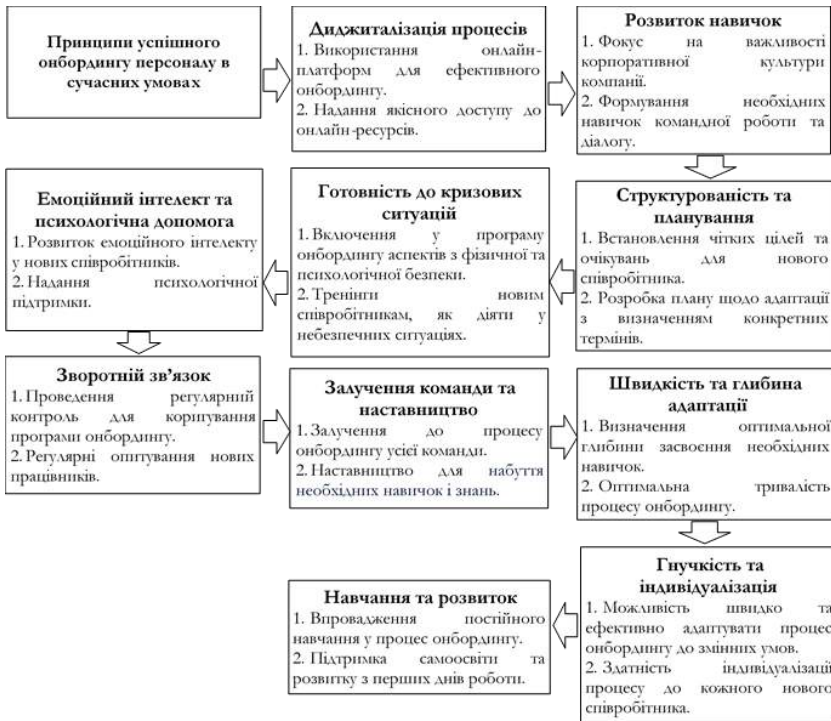 Принципи успішного
онбордингу персоналу в
сучасних умовах
Диджиталізація процесів
1. Використання онлайн-
платформ для ефективного
онбордингу.
2. Надання якісного доступу до
онлайн-ресурсів.
Розвиток навичок
1. Фокус на важливості
корпоративної культури
компанії.
2. Формування необхідних
навичок командної роботи та
діалогу.
Структурованість та
планування
1. Встановлення чітких цілей та
очікувань для нового
співробітника.
2. Розробка плану щодо адаптації
з визначенням конкретних
термінів.
Готовність до кризових
ситуацій
1. Включення у програму
онбордингу аспектів з фізичної та
психологічної безпеки.
2. Тренінги новим
співробітникам, як діяти у
небезпечних ситуаціях.
Емоційний інтелект та
психологічна допомога
1. Розвиток емоційного інтелекту
у нових співробітників.
2. Надання психологічної
підтримки.
Зворотній зв’язок
1. Проведення регулярний
контроль для коригування
програми онбордингу.
2. Регулярні опитування нових
працівників.
Залучення команди та
наставництво
1. Залучення до процесу
онбордингу усієї команди.
2. Наставництво для набуття
необхідних навичок і знань.
Швидкість та глибина
адаптації
1. Визначення оптимальної
глибини засвоєння необхідних
навичок.
2. Оптимальна тривалість
процесу онбордингу.
Гнучкість та
індивідуалізація
1. Можливість швидко та
ефективно адаптувати процес
онбордингу до змінних умов.
2. Здатність індивідуалізації
процесу до кожного нового
співробітника.
Навчання та розвиток
1. Впровадження постійного
навчання у процес онбордингу.
2. Підтримка самоосвіти та
розвитку з перших днів роботи.